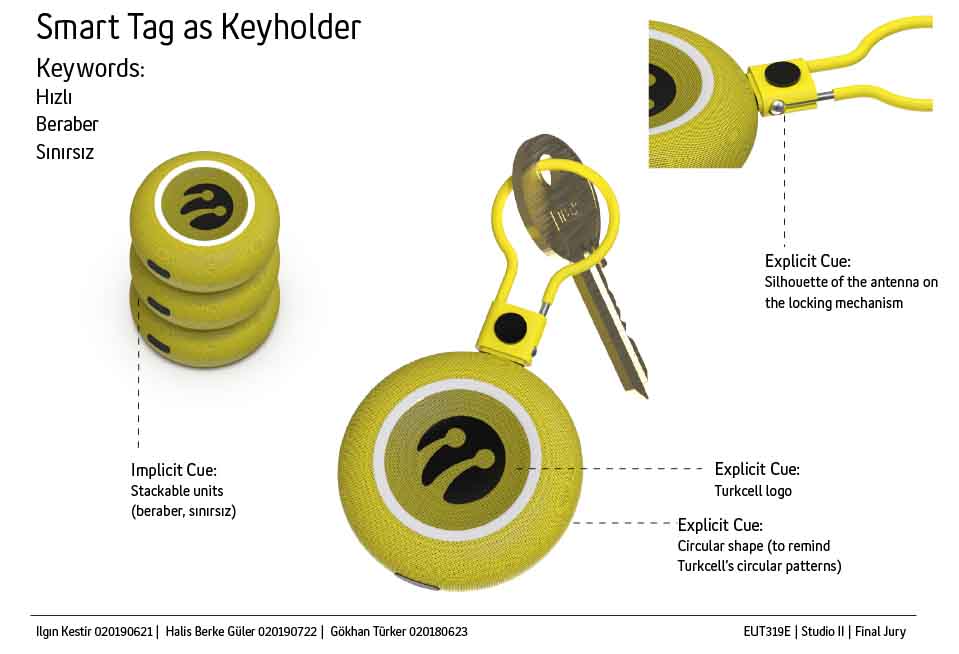 Smart Tag as Keyholder
Keywords:
Hızlı
Beraber
Sınırsız
Explicit Cue:
Silhouette of the antenna on
the locking mechanism
Implicit Cue:
Stackable units
(beraber, sınırsız)
Explicit Cue:
Turkcell logo
Explicit Cue:
Circular shape (to remind
Turkcell's circular patterns)
Ilgın Kestir 020190621 | Halis Berke Güler 020190722 | Gökhan Türker 020180623
EUT319E | Studio II | Final Jury